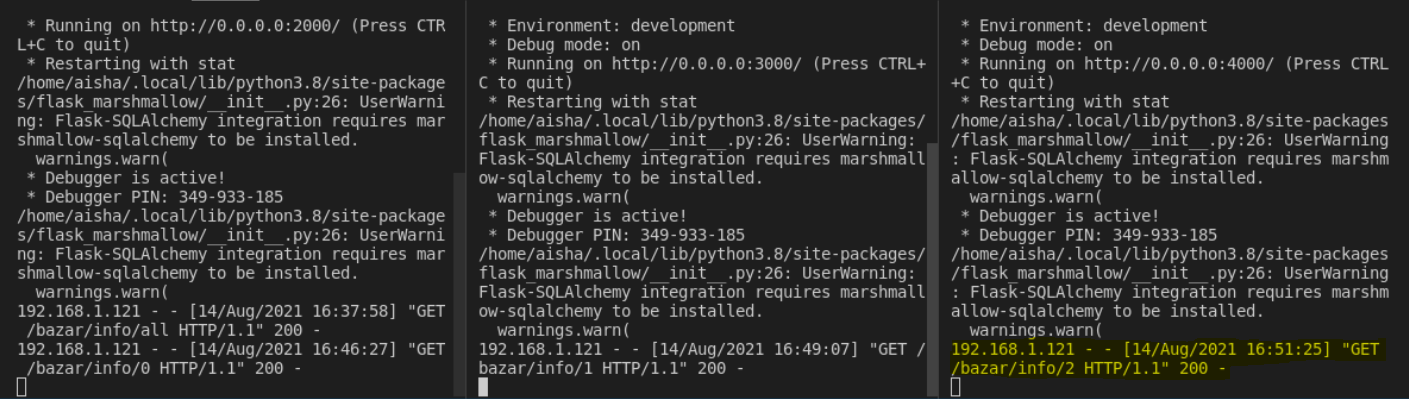 * Running on http://0.0.0.0:2000/ (Press CTR
L+C to quit)
 * Restarting with stat
/home/aisha/.local/lib/python3.8/site-package
s/flask_marshmallow/__init__.py:26: UserWarni
ng: Flask-SQLAlchemy integration requires mar
shmallow-sqlalchemy to be installed.
  warnings.warn(
 * Debugger is active!
 * Debugger PIN: 349-933-185
/home/aisha/.local/lib/python3.8/site-package
s/flask_marshmallow/__init__.py:26: UserWarni
ng: Flask-SQLAlchemy integration requires mar
shmallow-sqlalchemy to be installed.
  warnings.warn(
192.168.1.121 - - [14/Aug/2021 16:37:58] "GET
 /bazar/info/all HTTP/1.1" 200 -
192.168.1.121 - - [14/Aug/2021 16:46:27] "GET
 /bazar/info/0 HTTP/1.1" 200 -
 * Environment: development
 * Debug mode: on
 * Running on http://0.0.0.0:3000/ (Press CTRL+
C to quit)
 * Restarting with stat
/home/aisha/.local/lib/python3.8/site-packages/
flask_marshmallow/__init__.py:26: UserWarning:
Flask-SQLAlchemy integration requires marshmall
ow-sqlalchemy to be installed.
  warnings.warn(
 * Debugger is active!
 * Debugger PIN: 349-933-185
/home/aisha/.local/lib/python3.8/site-packages/
flask_marshmallow/__init__.py:26: UserWarning:
Flask-SQLAlchemy integration requires marshmall
ow-sqlalchemy to be installed.
  warnings.warn(
192.168.1.121 - - [14/Aug/2021 16:49:07] "GET /
bazar/info/1 HTTP/1.1" 200 -
 * Environment: development
 * Debug mode: on
 * Running on http://0.0.0.0:4000/ (Press CTRL
+C to quit)
 * Restarting with stat
/home/aisha/.local/lib/python3.8/site-packages
/flask_marshmallow/__init__.py:26: UserWarning
: Flask-SQLAlchemy integration requires marshm
allow-sqlalchemy to be installed.
  warnings.warn(
 * Debugger is active!
 * Debugger PIN: 349-933-185
/home/aisha/.local/lib/python3.8/site-packages
/flask_marshmallow/__init__.py:26: UserWarning
: Flask-SQLAlchemy integration requires marshm
allow-sqlalchemy to be installed.
  warnings.warn(
192.168.1.121 - - [14/Aug/2021 16:51:25] "GET
/bazar/info/2 HTTP/1.1" 200 -